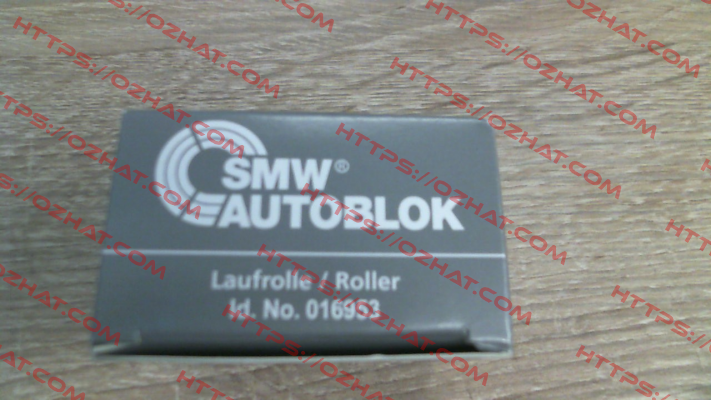 SMW®
AUTOBLOK
Laufrolle / Roller
Id. No. 016953
HTTPS://OZHAT.COM